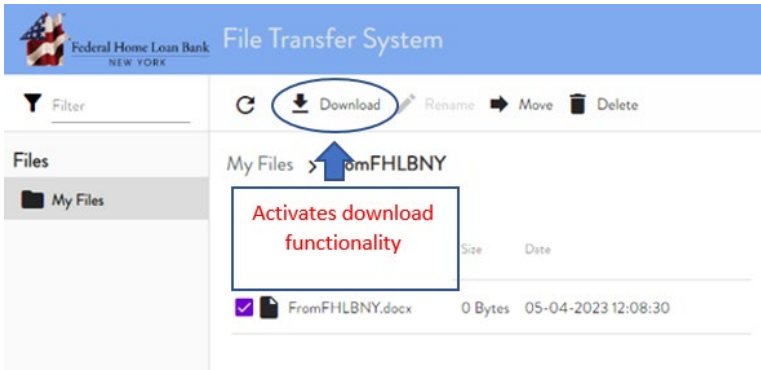 Federal Home Loan Bank
NEW YORK
File Transfer System
Filter
Download
Rename
Move
Delete
Files
My Files
My Files > omFHLBNY
Activates download
functionality
Size
Date
FromFHLBNY.docx
0 Bytes
05-04-2023 12:08:30